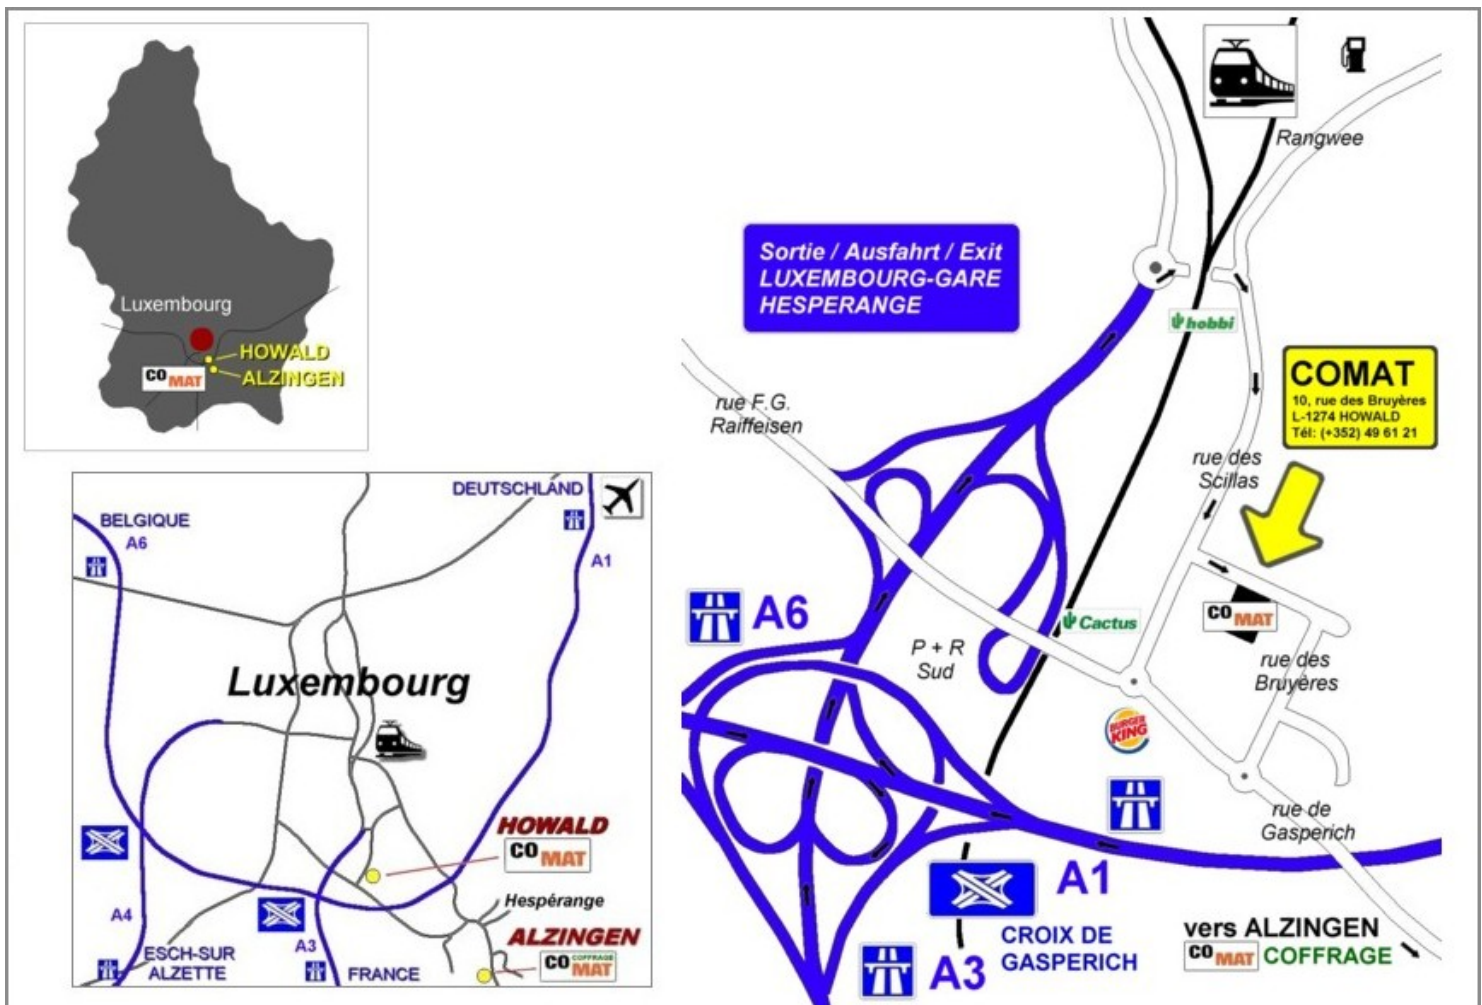 Luxembourg
HOWALD
ALZINGEN
CO MAT
DEUTSCHLAND
BELGIQUE
A6
A1
Luxembourg
HOWALD
CO MAT
Hespérange
ALZINGEN
CO COFFRAGE MAT
A4
A3
ESCH-SUR
ALZETTE
FRANCE
Rangwee
Sortie / Ausfahrt / Exit
LUXEMBOURG-GARE
HESPERANGE
hobbi
COMAT
10, rue des Bruyères
L-1274 HOWALD
Tél: (+352) 49 61 21
rue F.G.
Raiffeisen
rue des
Scillas
A6
Cactus
CO MAT
P + R
Sud
rue des
Bruyères
BURGER
KING
rue de
Gasperich
A1
CROIX DE
GASPERICH
A3
vers ALZINGEN
CO MAT COFFRAGE